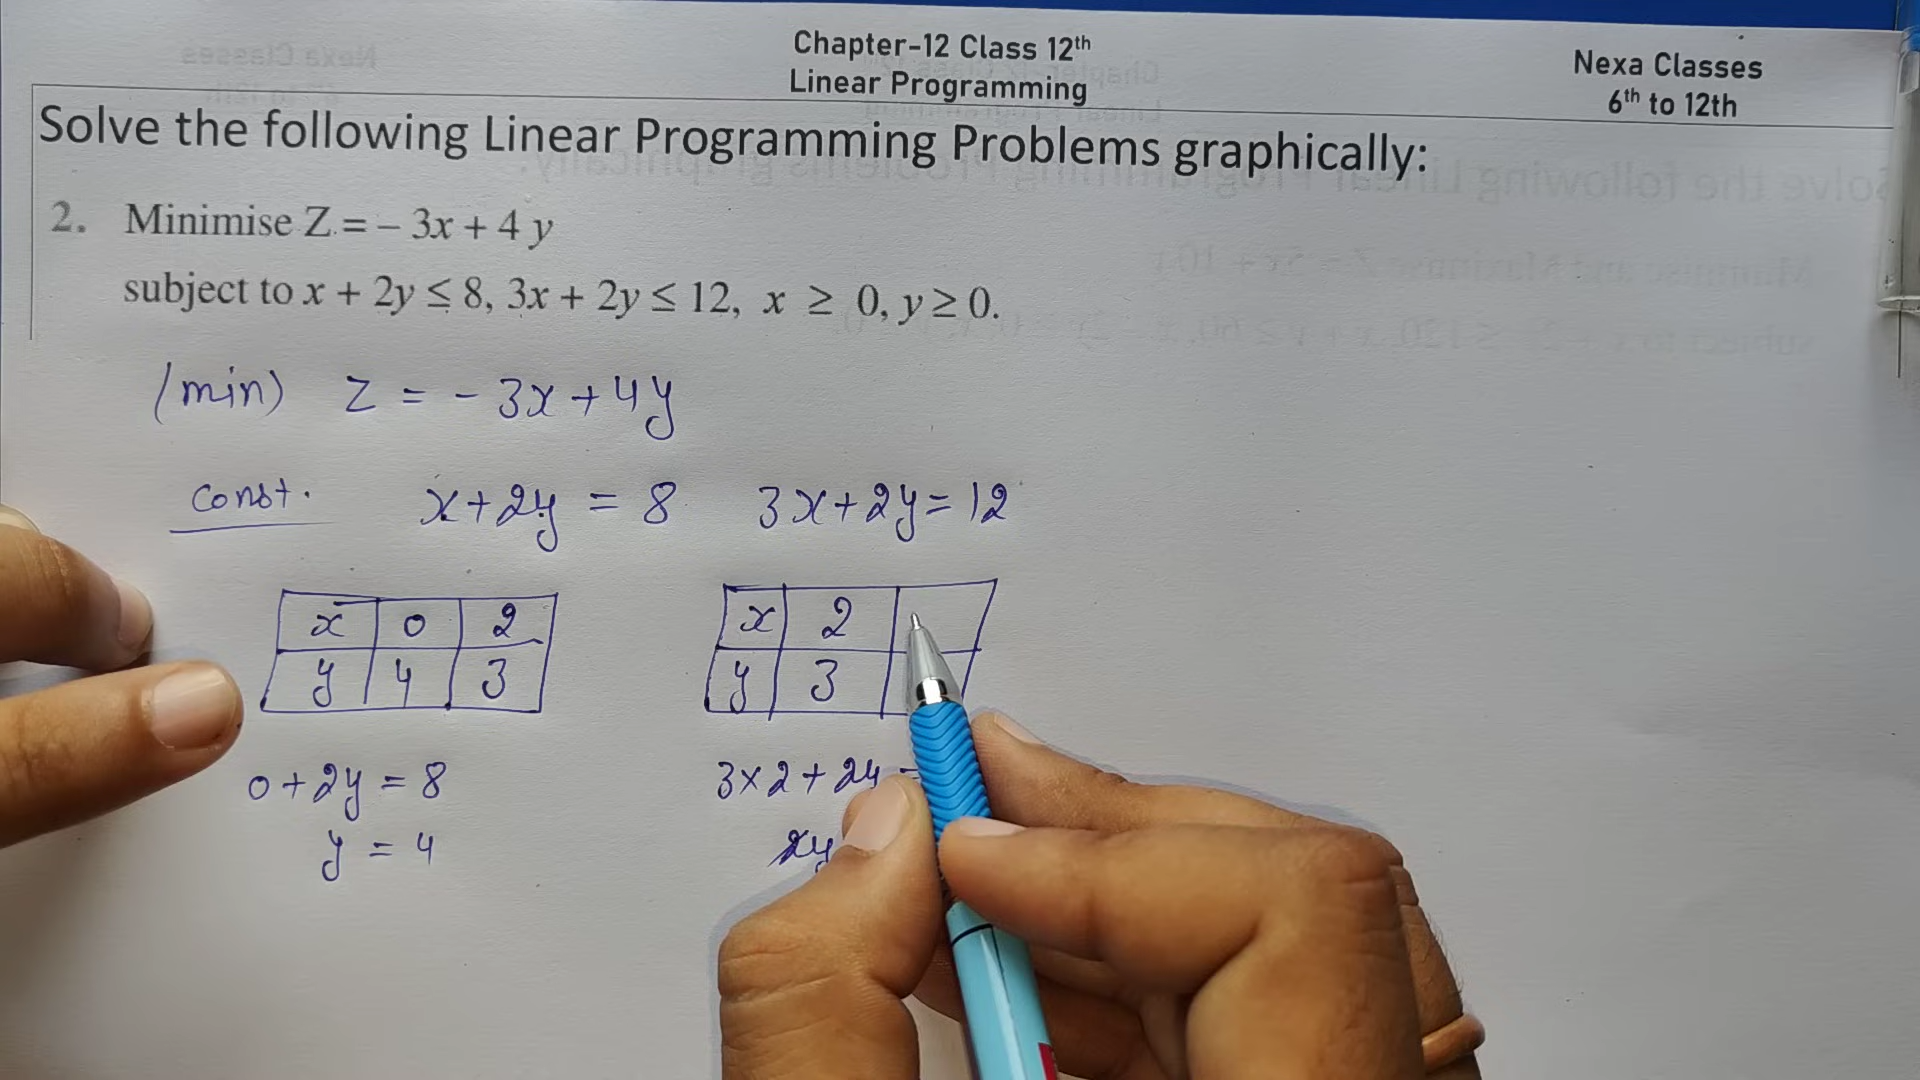 Chapter-12 Class 12th
Linear Programming
Nexa Classes
6th to 12th
Solve the following Linear Programming Problems graphically:
2. Minimise Z = – 3x + 4 y
subject to x + 2y ≤ 8, 3x + 2y ≤ 12, x ≥ 0, y ≥ 0.
(min) Z = - 3x + 4y
Const. x + 2y = 8 3x + 2y = 12
x 0 2
y 4 3
x 2
y 3
0 + 2y = 8
y = 4
3 × 2 + 2y =
2y